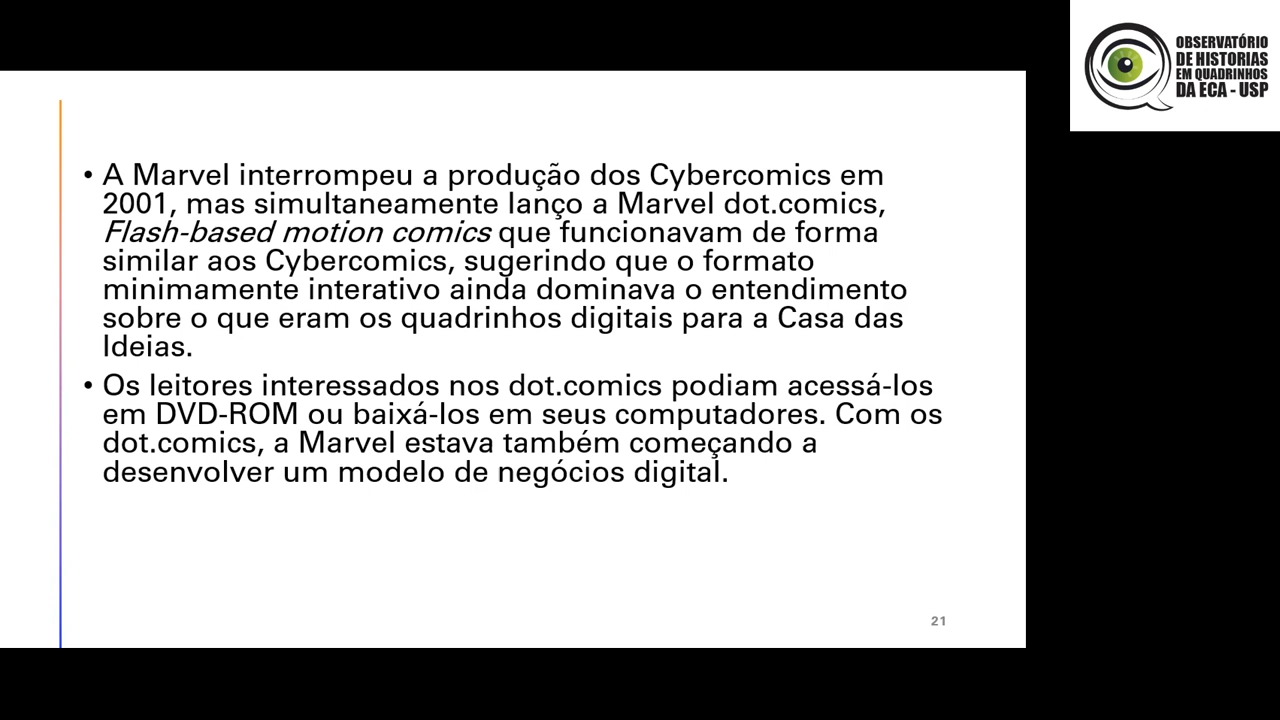 OBSERVATÓRIO
DE HISTORIAS
EM QUADRINHOS
DA ECA - USP
• A Marvel interrompeu a produção dos Cybercomics em
2001, mas simultaneamente lanço a Marvel dot.comics,
Flash-based motion comics que funcionavam de forma
similar aos Cybercomics, sugerindo que o formato
minimamente interativo ainda dominava o entendimento
sobre o que eram os quadrinhos digitais para a Casa das
Ideias.
• Os leitores interessados nos dot.comics podiam acessá-los
em DVD-ROM ou baixá-los em seus computadores. Com os
dot.comics, a Marvel estava também começando a
desenvolver um modelo de negócios digital.
21